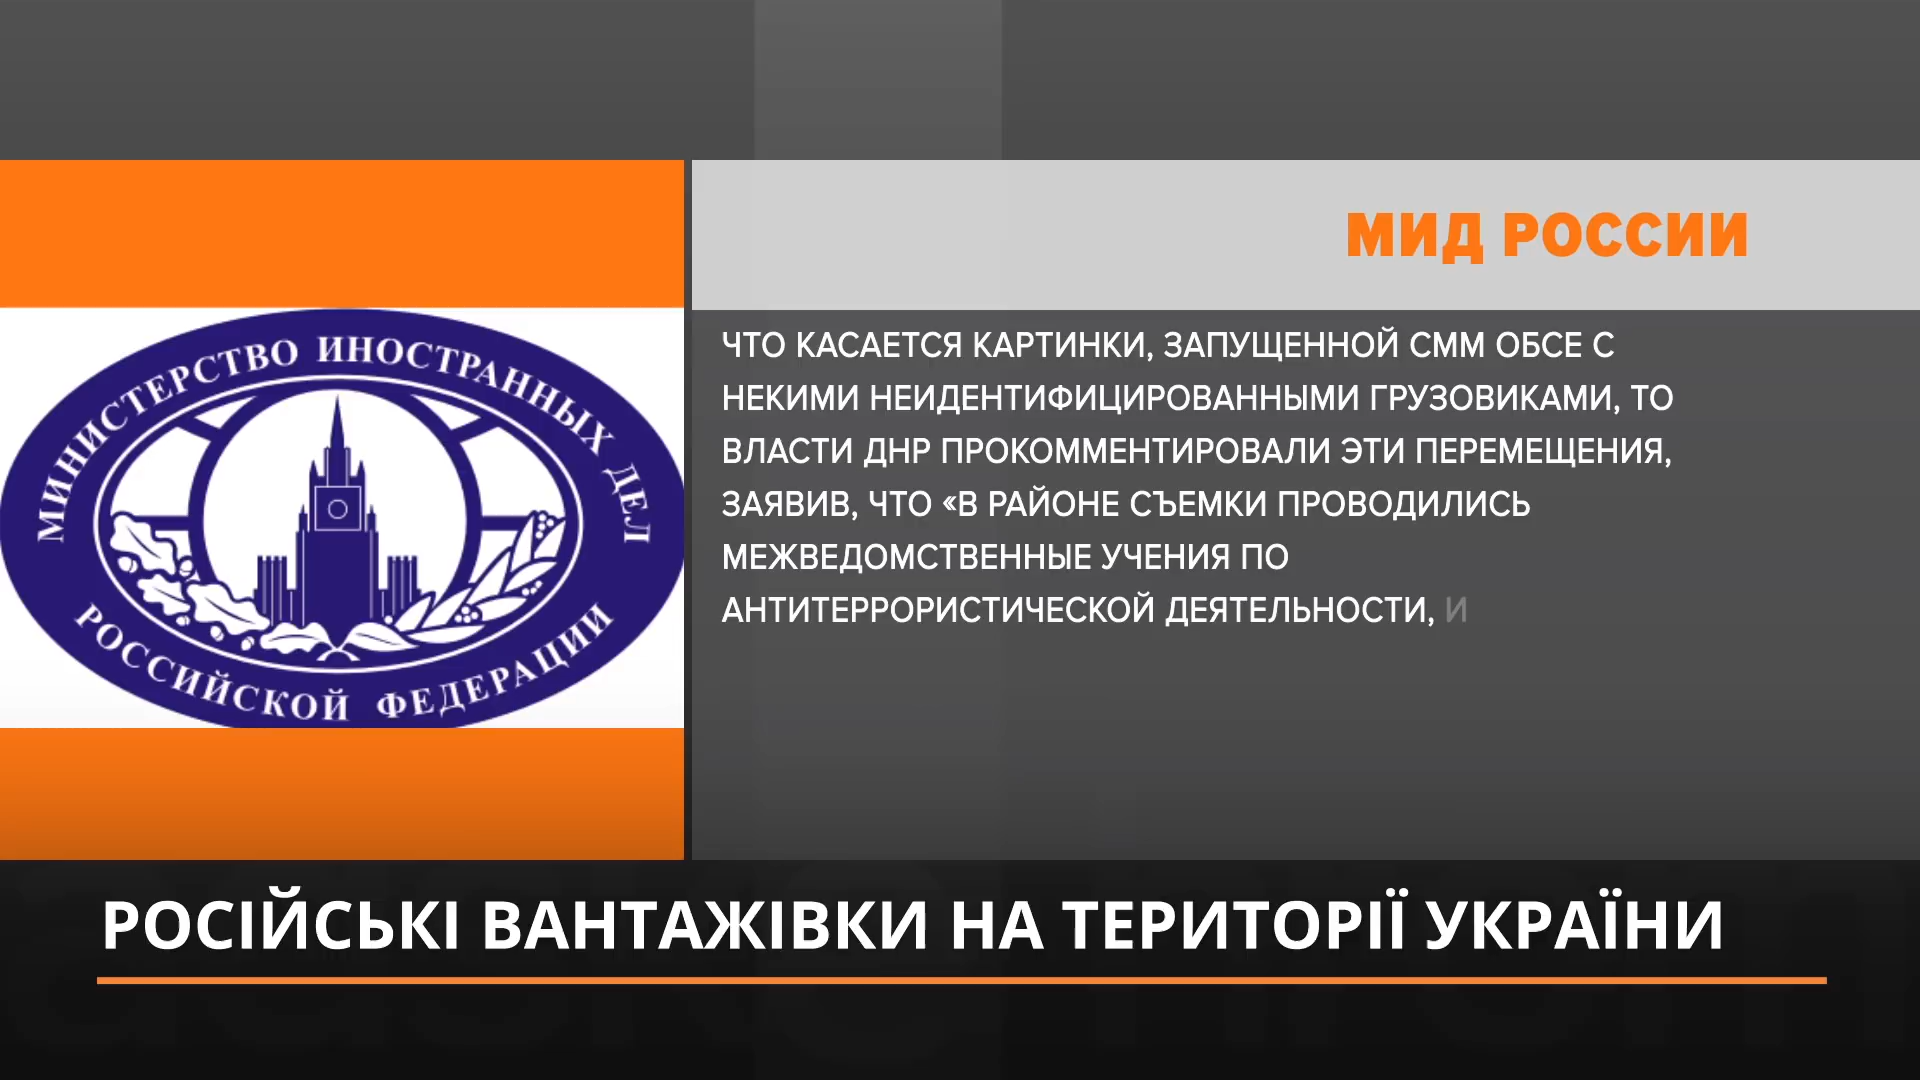 МИД РОССИИ
МИНИСТЕРСТВО ИНОСТРАННЫХ ДЕЛ
РОССИЙСКОЙ ФЕДЕРАЦИИ
ЧТО КАСАЕТСЯ КАРТИНКИ, ЗАПУЩЕННОЙ СММ ОБСЕ С
НЕКИМИ НЕИДЕНТИФИЦИРОВАННЫМИ ГРУЗОВИКАМИ, ТО
ВЛАСТИ ДНР ПРОКОММЕНТИРОВАЛИ ЭТИ ПЕРЕМЕЩЕНИЯ,
ЗАЯВИВ, ЧТО «В РАЙОНЕ СЪЕМКИ ПРОВОДИЛИСЬ
МЕЖВЕДОМСТВЕННЫЕ УЧЕНИЯ ПО
АНТИТЕРРОРИСТИЧЕСКОЙ ДЕЯТЕЛЬНОСТИ, И
РОСІЙСЬКІ ВАНТАЖІВКИ НА ТЕРИТОРІЇ УКРАЇНИ